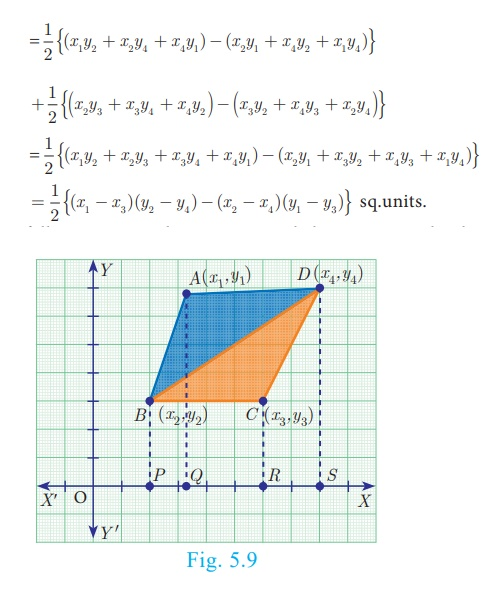 = 1/2 {(x₁y₂ + x₂y₄ + x₄y₁) − (x₂y₁ + x₄y₂ + x₁y₄)}
+ 1/2 {(x₂y₃ + x₃y₄ + x₄y₂) − (x₃y₂ + x₄y₃ + x₂y₄)}
= 1/2 {(x₁y₂ + x₂y₃ + x₃y₄ + x₄y₁) − (x₂y₁ + x₃y₂ + x₄y₃ + x₁y₄)}
= 1/2 {(x₁ − x₃)(y₂ − y₄) − (x₂ − x₄)(y₁ − y₃)} sq.units.
Y
A(x₁,y₁) D(x₄,y₄)
B (x₂,y₂) C(x₃,y₃)
P Q R S
X′ O X
Y′
Fig. 5.9